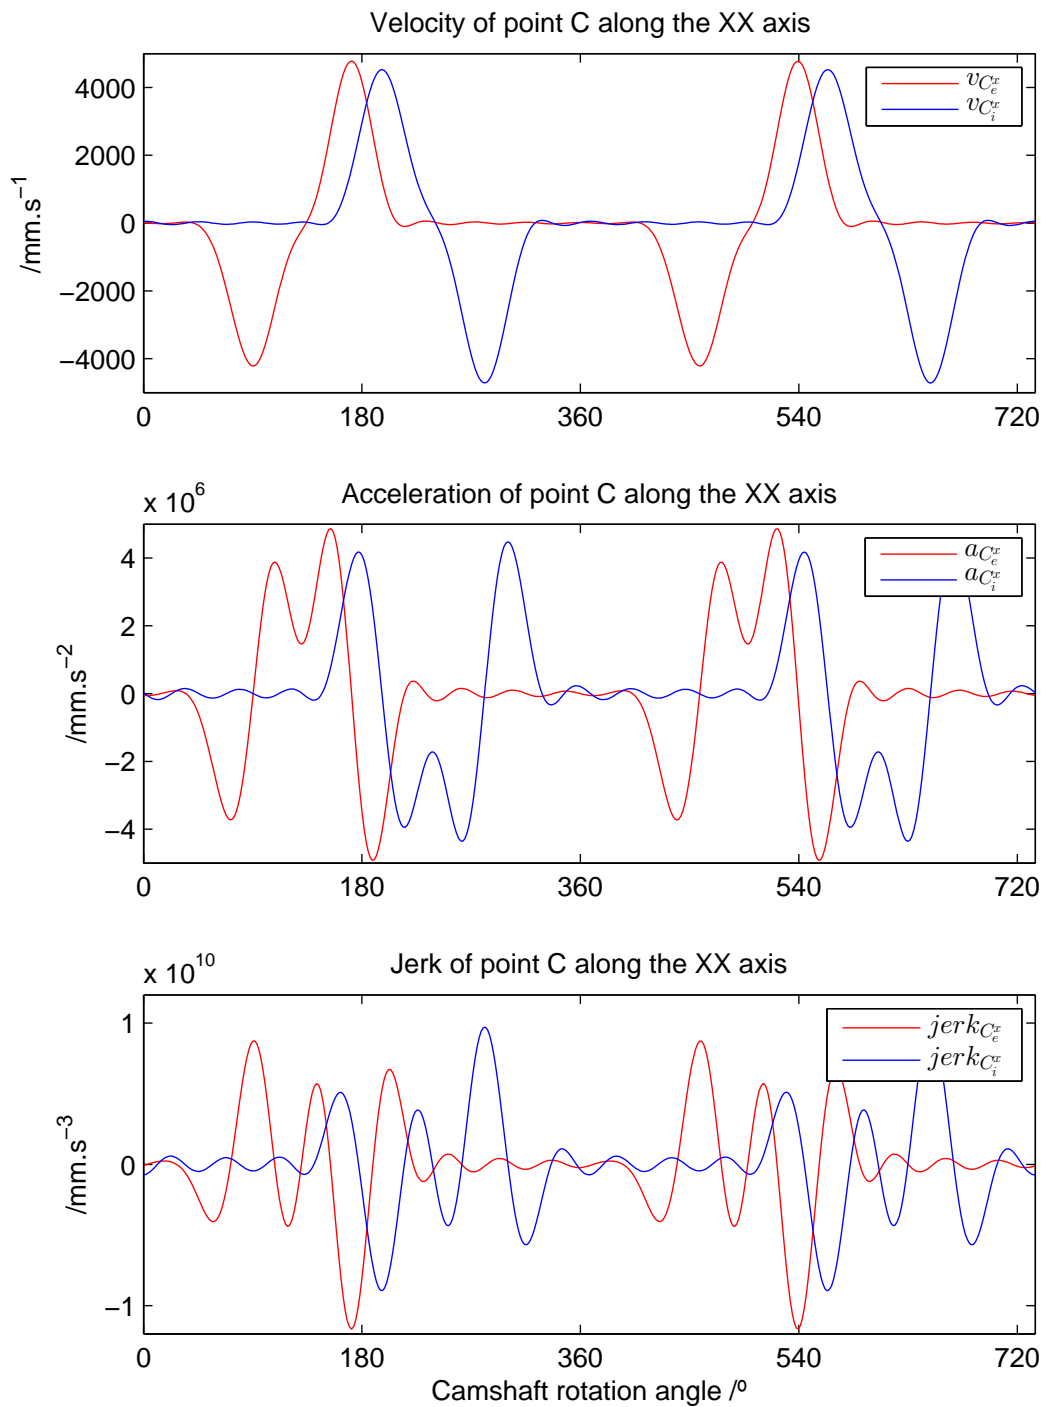 Velocity of point C along the XX axis
/mm.s−1
4000
2000
0
−2000
−4000
v_{C_e^x}
v_{C_i^x}
0 180 360 540 720
Acceleration of point C along the XX axis
x 10^6
/mm.s−2
4
2
0
−2
−4
a_{C_e^x}
a_{C_i^x}
0 180 360 540 720
Jerk of point C along the XX axis
x 10^10
/mm.s−3
1
0
−1
jerk_{C_e^x}
jerk_{C_i^x}
0 180 360 540 720
Camshaft rotation angle /º